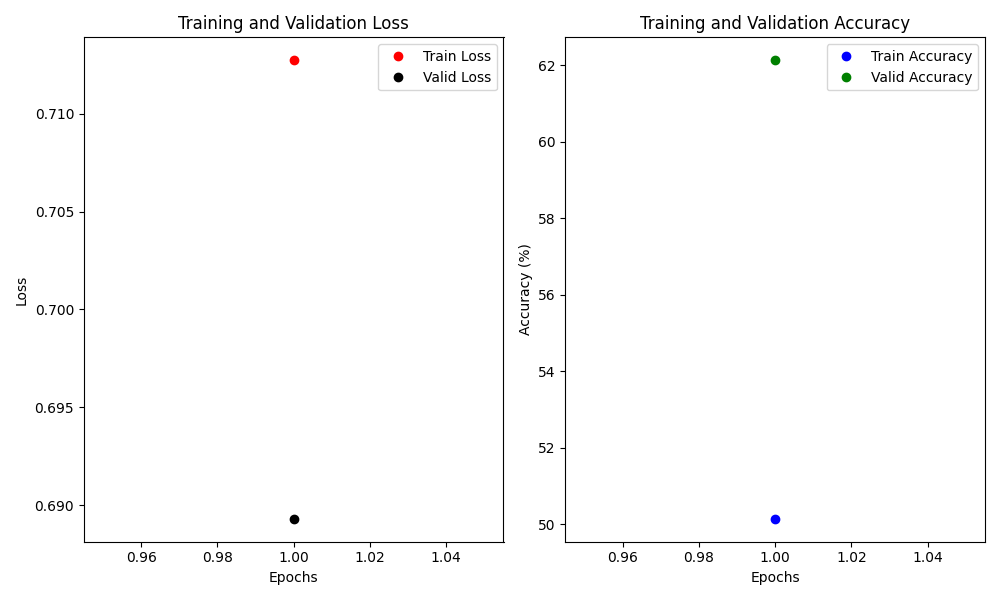 Training and Validation Loss
Train Loss
Valid Loss
0.710
0.705
0.700
0.695
0.690
Loss
0.96 0.98 1.00 1.02 1.04
Epochs
Training and Validation Accuracy
Train Accuracy
Valid Accuracy
62
60
58
56
54
52
50
Accuracy (%)
0.96 0.98 1.00 1.02 1.04
Epochs